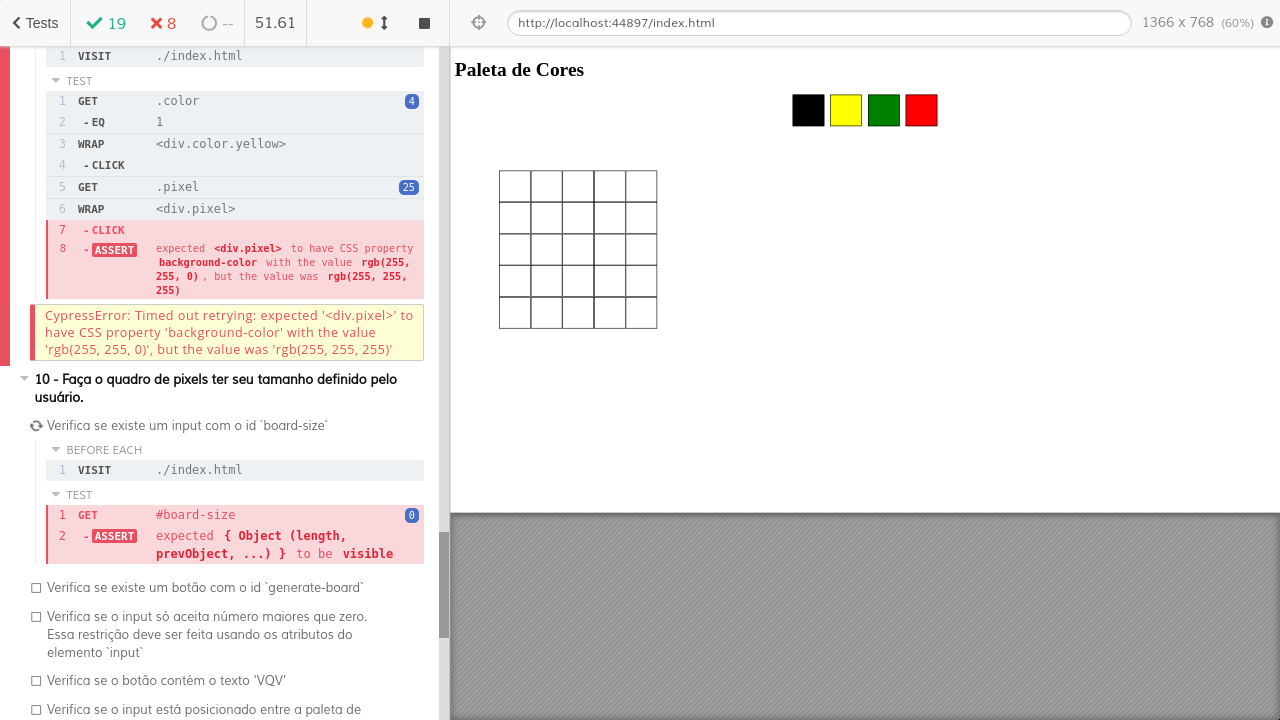 Tests 19 8 -- 51.61 http://localhost:44897/index.html 1366 x 768 (60%)
1 VISIT ./index.html
TEST
1 GET .color 4
2 - EQ 1
3 WRAP <div.color.yellow>
4 - CLICK
5 GET .pixel 25
6 WRAP <div.pixel>
7 - CLICK
8 - ASSERT expected <div.pixel> to have CSS property
background-color with the value rgb(255,
255, 0) , but the value was rgb(255, 255,
255)
CypressError: Timed out retrying: expected '<div.pixel>' to
have CSS property 'background-color' with the value
'rgb(255, 255, 0)', but the value was 'rgb(255, 255, 255)'
10 - Faça o quadro de pixels ter seu tamanho definido pelo
usuário.
Verifica se existe um input com o id `board-size`
BEFORE EACH
1 VISIT ./index.html
TEST
1 GET #board-size 0
2 - ASSERT expected { Object (length,
prevObject, ...) } to be visible
Verifica se existe um botão com o id `generate-board`
Verifica se o input só aceita número maiores que zero.
Essa restrição deve ser feita usando os atributos do
elemento `input`
Verifica se o botão contém o texto 'VQV'
Verifica se o input está posicionado entre a paleta de
Paleta de Cores